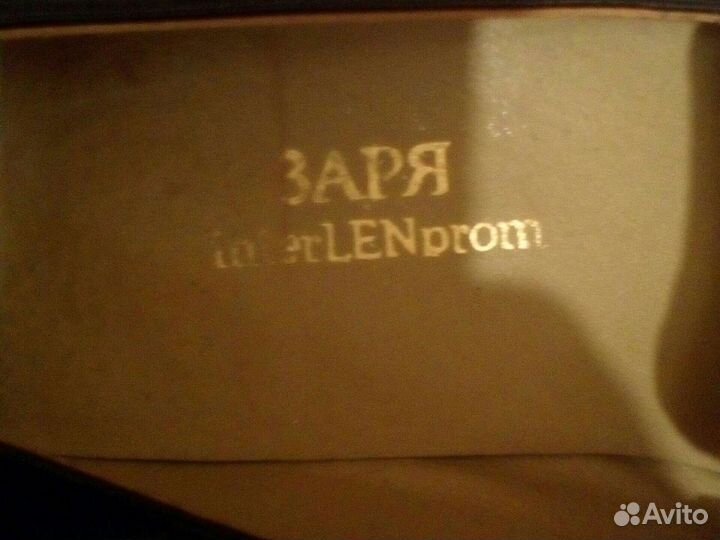 ЗАРЯ
interLENprom
Avito